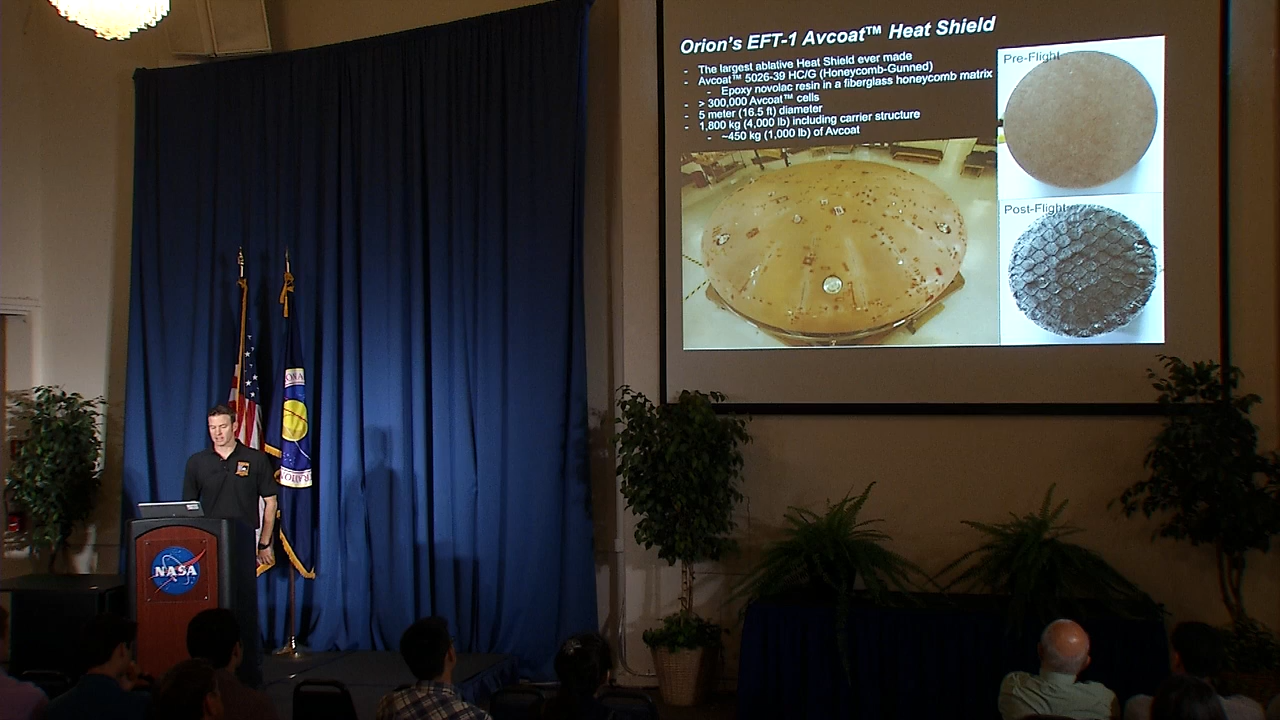 Orion's EFT-1 Avcoat™ Heat Shield
- The largest ablative Heat Shield ever made
- Avcoat™ 5026-39 HC/G (Honeycomb-Gunned)
- Epoxy novolac resin in a fiberglass honeycomb matrix
- > 300,000 Avcoat™ cells
- 5 meter (16.5 ft) diameter
- 1,800 kg (4,000 lb) including carrier structure
- ~450 kg (1,000 lb) of Avcoat
Pre-Flight
Post-Flight
NASA